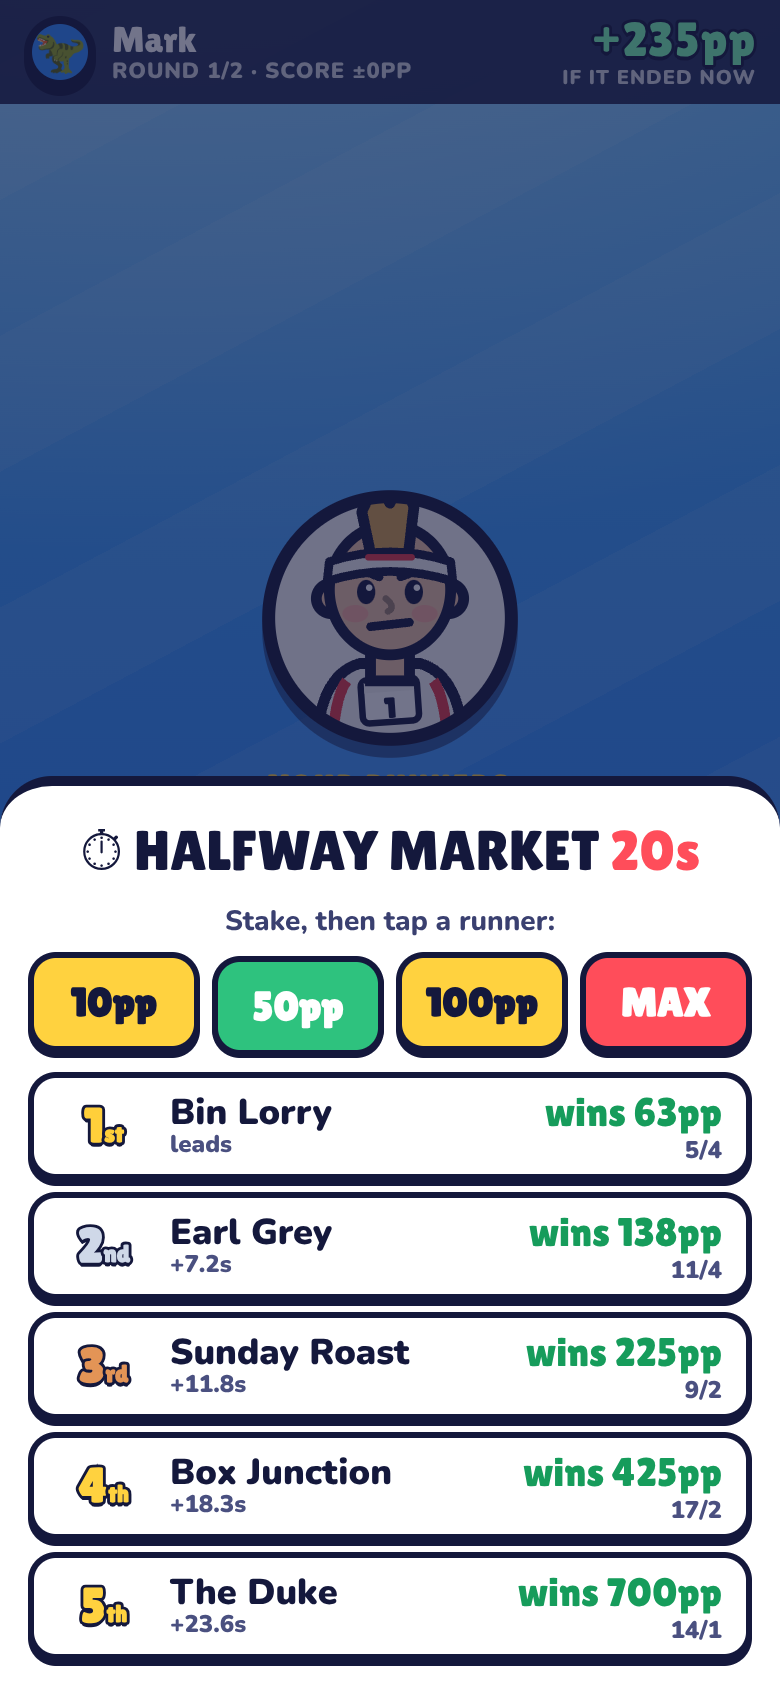 Mark
ROUND 1/2 · SCORE ±0PP
+235pp
IF IT ENDED NOW
1
HALFWAY MARKET 20s
Stake, then tap a runner:
10pp
50pp
100pp
MAX
1st
Bin Lorry
leads
wins 63pp
5/4
2nd
Earl Grey
+7.2s
wins 138pp
11/4
3rd
Sunday Roast
+11.8s
wins 225pp
9/2
4th
Box Junction
+18.3s
wins 425pp
17/2
5th
The Duke
+23.6s
wins 700pp
14/1